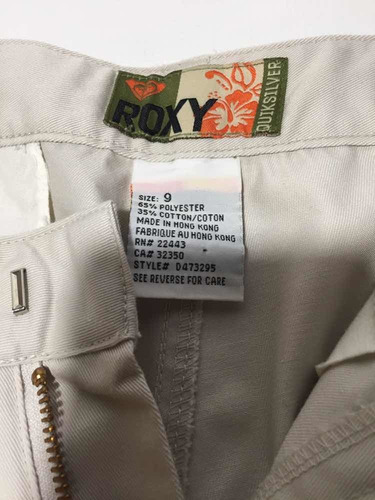 ROXY
QUIKSILVER
SIZE: 9
65% POLYESTER
35% COTTON/COTON
MADE IN HONG KONG
FABRIQUE AU HONG KONG
RN# 22443
CA# 32350
STYLE# D473295
SEE REVERSE FOR CARE